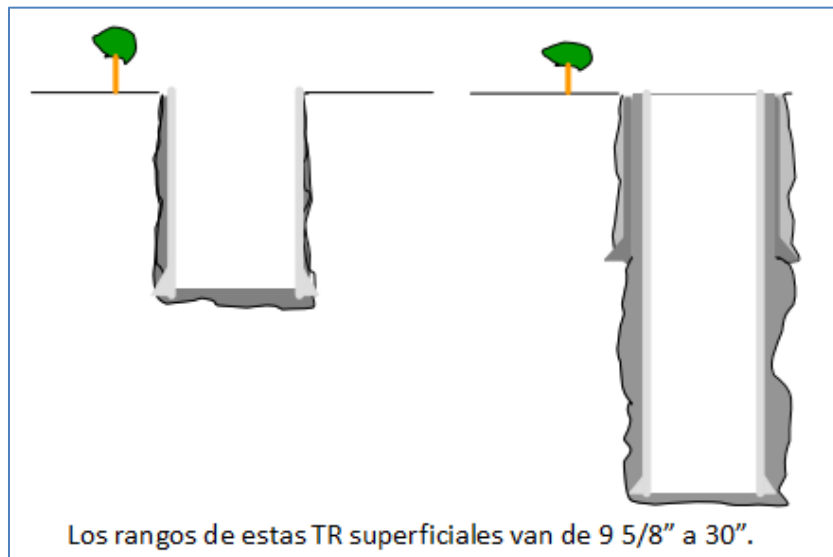 Los rangos de estas TR superficiales van de 9 5/8” a 30”.